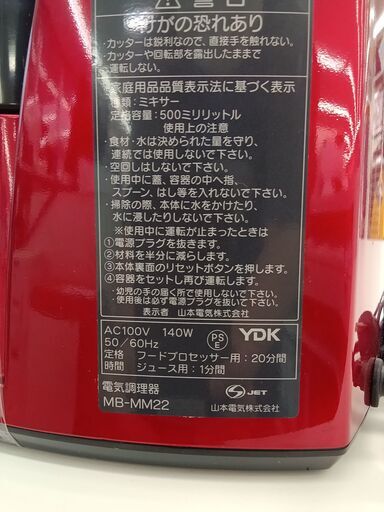 警告
けがの恐れあり
・カッターは鋭利なので、直接手を触れない。
・カッターや回転部を露出したままで
運転しない。
家庭用品品質表示法に基づく表示
種類：ミキサー
定格容量：500ミリリットル
使用上の注意
・食材・水は決められた量を守り、
連続では使用しないで下さい。
・空回しはしないで下さい。
・使用中に蓋、容器の中へ指、
スプーン、はし等を入れないで下さい。
・掃除の際、本体に水をかけたり、
水に浸したりしないで下さい。
※使用中に運転が止まったときは
①電源プラグを抜きます。
②材料を半分に減らします。
③本体裏面のリセットボタンを押します。
④容器をセットし再び運転します。
・幼児の手の届く所で使用しないで下さい。
・使用後は必ず電源プラグを抜いて下さい。
表示者 山本電気株式会社
AC100V 140W
50/60Hz
PS
E
YDK
定格 フードプロセッサー用：20分間
時間 ジュース用：1分間
電気調理器
MB-MM22
S JET
山本電気株式会社